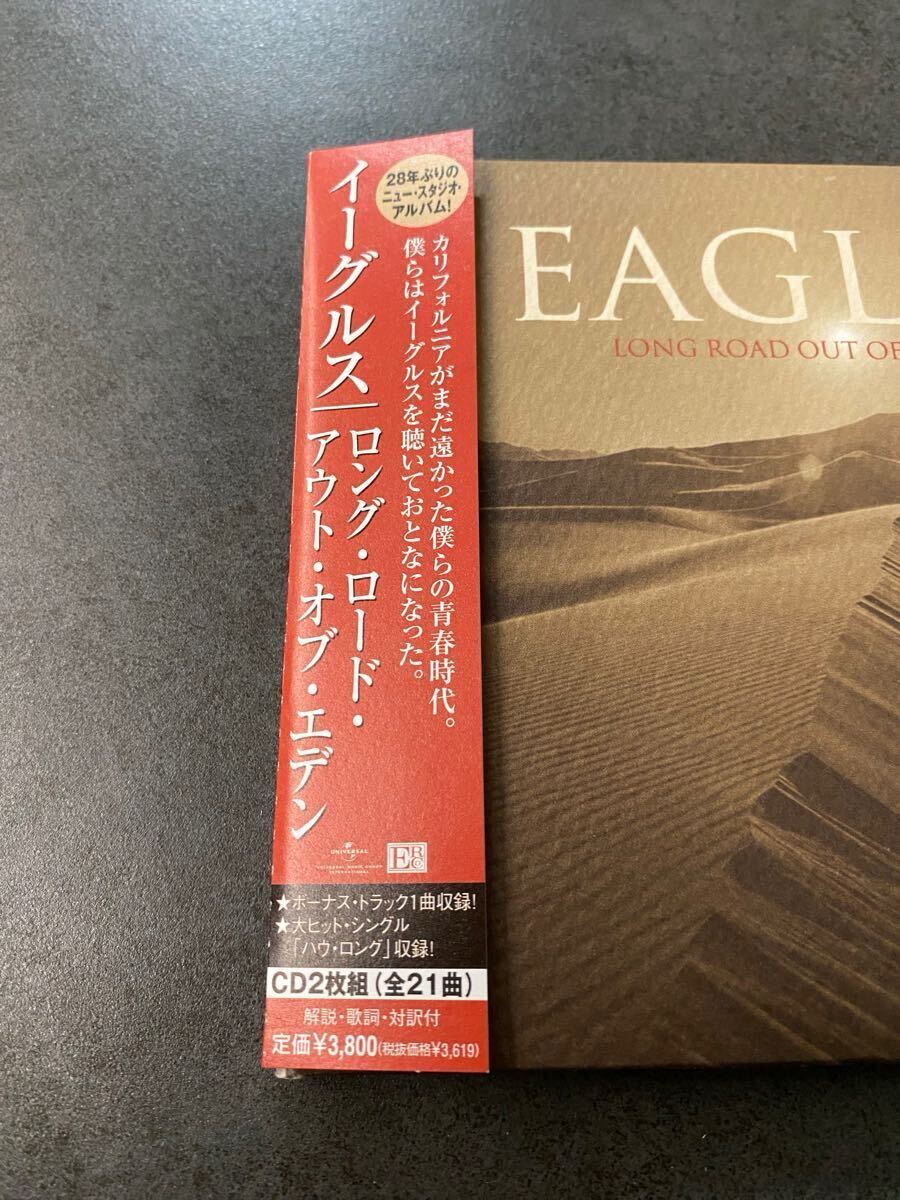 28年ぶりの
ニュー・スタジオ・
アルバム!
イーグルス
ロング・ロード・
アウト・オブ・エデン
カリフォルニアがまだ遠かった僕らの青春時代。
僕らはイーグルスを聴いておとなになった。
UNIVERSAL
UNIVERSAL MUSIC GROUP
INTERNATIONAL
ERC
★ボーナス・トラック1曲収録!
★大ヒット・シングル
「ハウ・ロング」収録!
CD2枚組(全21曲)
解説・歌詞・対訳付
定価¥3,800(税抜価格¥3,619)
EAGL
LONG ROAD OUT OF